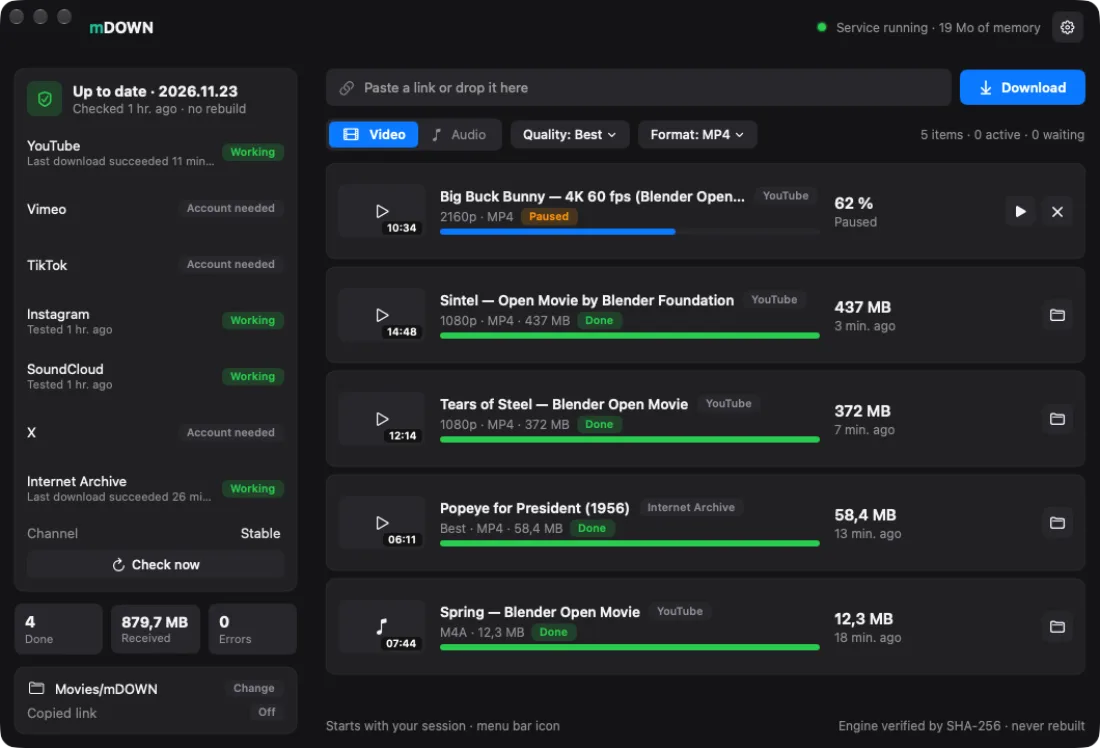 mDOWN
Service running · 19 Mo of memory
Up to date · 2026.11.23
Checked 1 hr. ago · no rebuild
YouTube
Last download succeeded 11 min...
Working
Vimeo
Account needed
TikTok
Account needed
Instagram
Tested 1 hr. ago
Working
SoundCloud
Tested 1 hr. ago
Working
X
Account needed
Internet Archive
Last download succeeded 26 mi...
Working
Channel
Stable
Check now
4
Done
879,7 MB
Received
0
Errors
Movies/mDOWN
Change
Copied link
Off
Paste a link or drop it here
Download
Video
Audio
Quality: Best
Format: MP4
5 items · 0 active · 0 waiting
10:34
Big Buck Bunny — 4K 60 fps (Blender Open...
YouTube
2160p · MP4
Paused
62 %
Paused
14:48
Sintel — Open Movie by Blender Foundation
YouTube
1080p · MP4 · 437 MB
Done
437 MB
3 min. ago
12:14
Tears of Steel — Blender Open Movie
YouTube
1080p · MP4 · 372 MB
Done
372 MB
7 min. ago
06:11
Popeye for President (1956)
Internet Archive
Best · MP4 · 58,4 MB
Done
58,4 MB
13 min. ago
07:44
Spring — Blender Open Movie
YouTube
M4A · 12,3 MB
Done
12,3 MB
18 min. ago
Starts with your session · menu bar icon
Engine verified by SHA-256 · never rebuilt